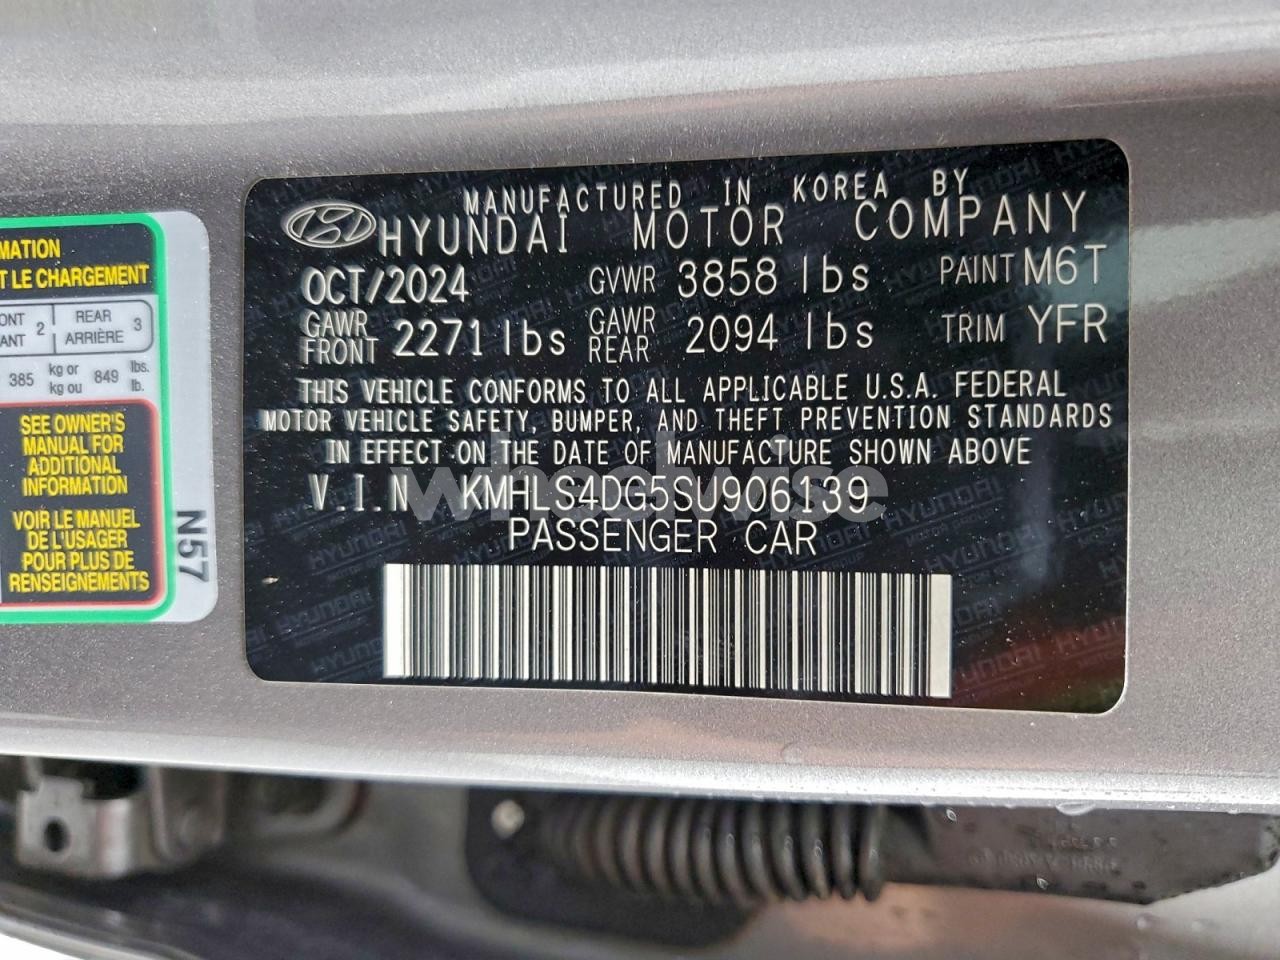 MATION
T LE CHARGEMENT
ONT 2 REAR 3
ANT ARRIÈRE
385 kg or 849 lbs.
kg ou lb.
SEE OWNER'S
MANUAL FOR
ADDITIONAL
INFORMATION
VOIR LE MANUEL
DE L'USAGER
POUR PLUS DE
RENSEIGNEMENTS
N57
MANUFACTURED IN KOREA BY
HYUNDAI MOTOR COMPANY
OCT/2024 GVWR 3858 lbs PAINT M6T
GAWR FRONT 2271 lbs GAWR REAR 2094 lbs TRIM YFR
THIS VEHICLE CONFORMS TO ALL APPLICABLE U.S.A. FEDERAL
MOTOR VEHICLE SAFETY, BUMPER, AND THEFT PREVENTION STANDARDS
IN EFFECT ON THE DATE OF MANUFACTURE SHOWN ABOVE
V.I.N KMHLS4DG5SU906139
PASSENGER CAR
wheelwise